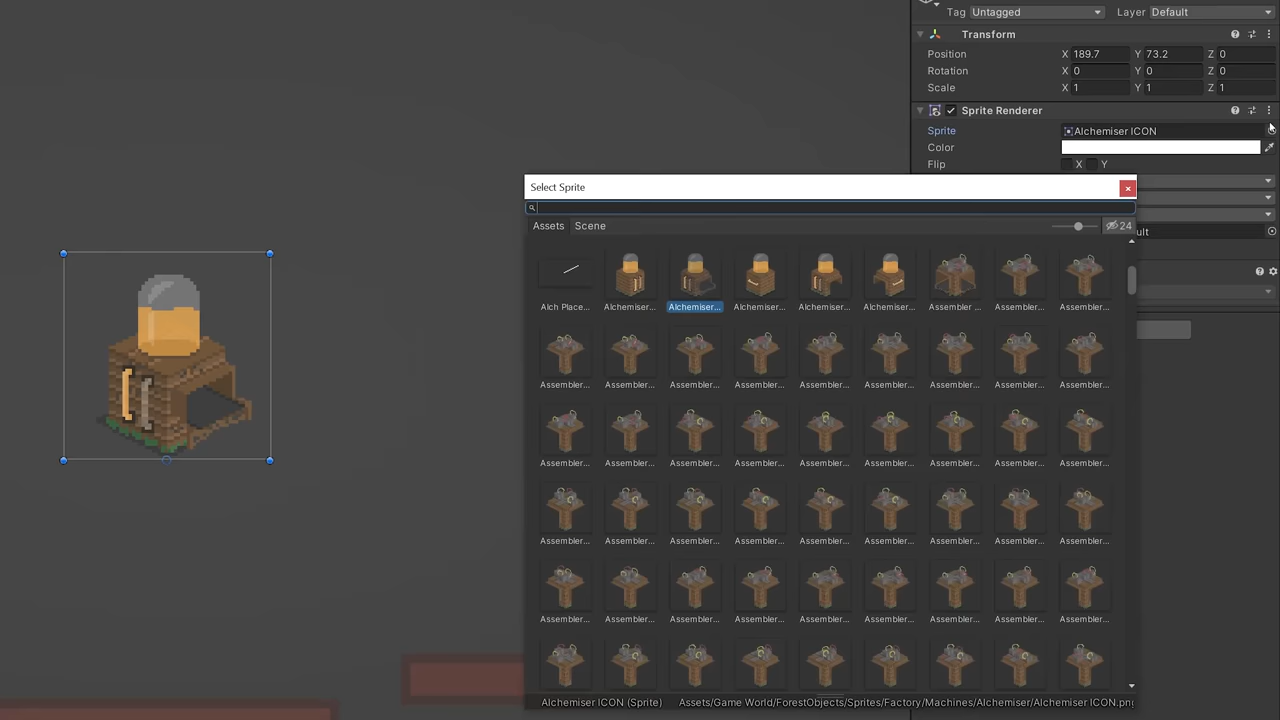 Tag Untagged Layer Default
Transform
Position X 189.7 Y 73.2 Z 0
Rotation X 0 Y 0 Z 0
Scale X 1 Y 1 Z 1
Sprite Renderer
Sprite Alchemiser ICON
Color
Flip X Y
Select Sprite
Assets Scene 24
Alch Place... Alchemiser... Alchemiser... Alchemiser... Alchemiser... Alchemiser... Assembler ... Assembler... Assembler...
Assembler... Assembler... Assembler... Assembler... Assembler... Assembler... Assembler... Assembler... Assembler...
Assembler... Assembler... Assembler... Assembler... Assembler... Assembler... Assembler... Assembler... Assembler...
Assembler... Assembler... Assembler... Assembler... Assembler... Assembler... Assembler... Assembler... Assembler...
Assembler... Assembler... Assembler... Assembler... Assembler... Assembler... Assembler... Assembler... Assembler...
Alchemiser ICON (Sprite) Assets/Game World/ForestObjects/Sprites/Factory/Machines/Alchemiser/Alchemiser ICON.png